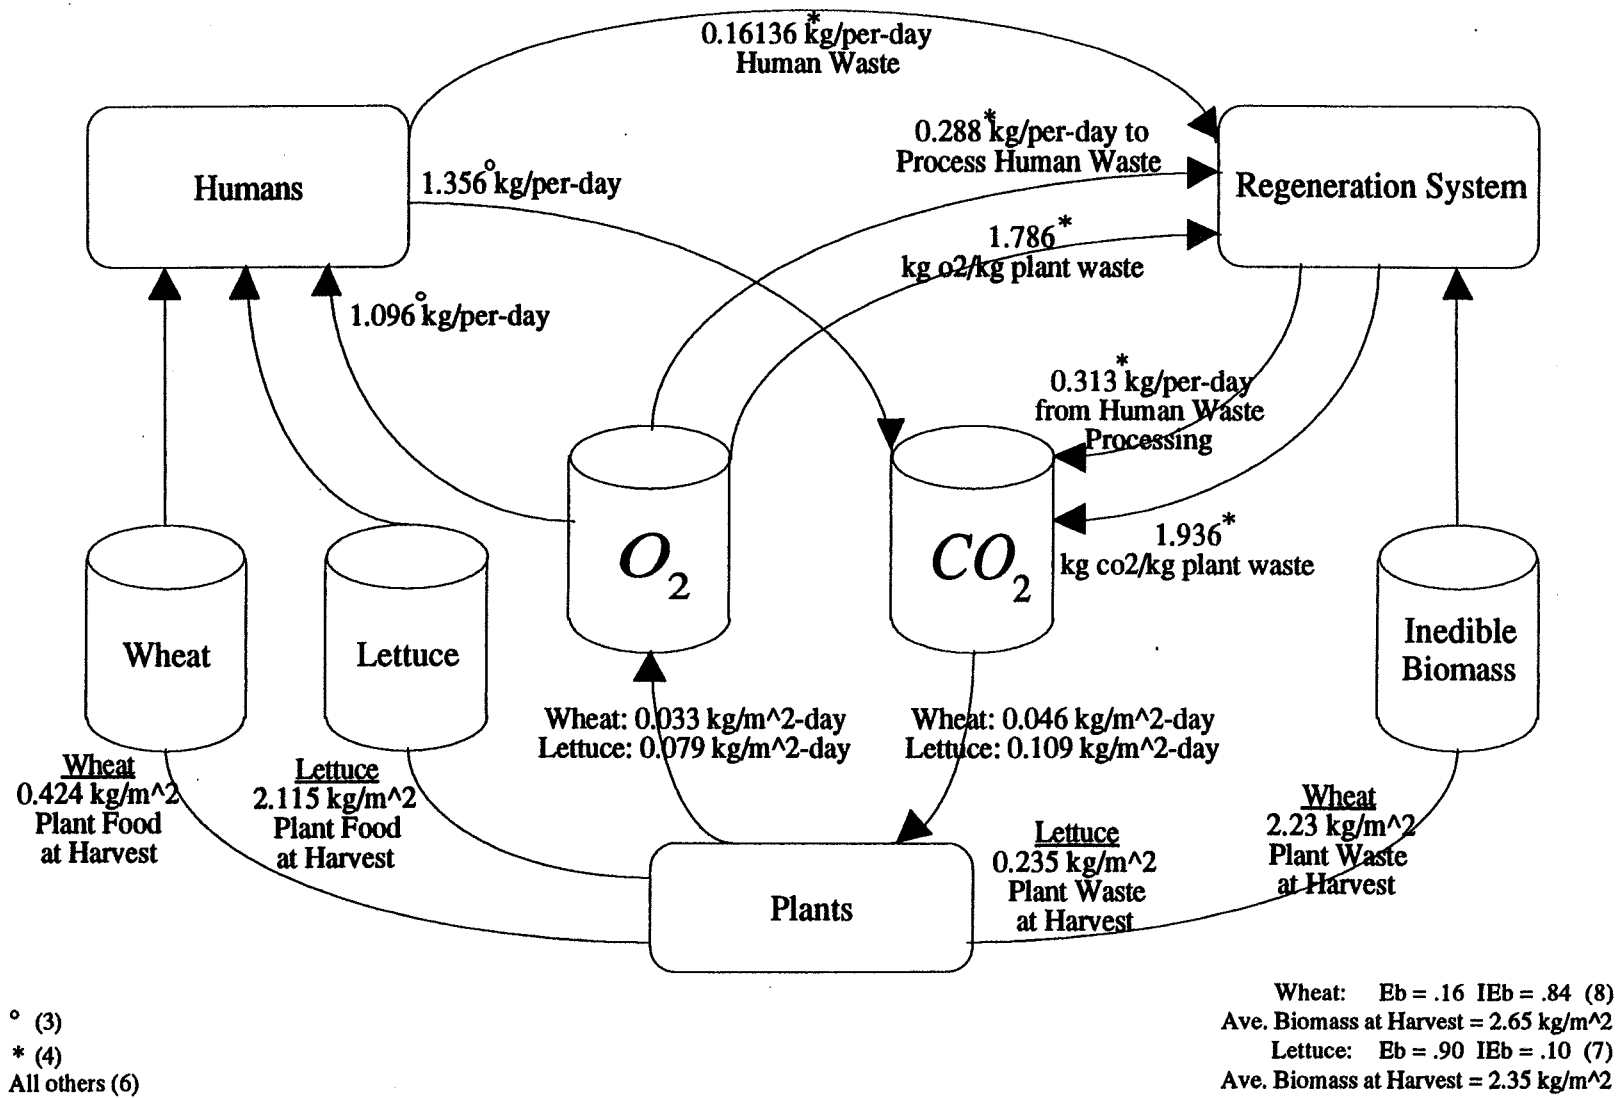 0.16136*kg/per-day
Human Waste
Humans
1.356°kg/per-day
0.288*kg/per-day to
Process Human Waste
Regeneration System
1.786*
kg o2/kg plant waste
1.096°kg/per-day
0.313*kg/per-day
from Human Waste
Processing
O2
CO2
1.936*
kg co2/kg plant waste
Wheat
Lettuce
Inedible
Biomass
Wheat: 0.033 kg/m^2-day
Lettuce: 0.079 kg/m^2-day
Wheat: 0.046 kg/m^2-day
Lettuce: 0.109 kg/m^2-day
Wheat
0.424 kg/m^2
Plant Food
at Harvest
Lettuce
2.115 kg/m^2
Plant Food
at Harvest
Plants
Lettuce
0.235 kg/m^2
Plant Waste
at Harvest
Wheat
2.23 kg/m^2
Plant Waste
at Harvest
° (3)
* (4)
All others (6)
Wheat: Eb = .16 IEb = .84 (8)
Ave. Biomass at Harvest = 2.65 kg/m^2
Lettuce: Eb = .90 IEb = .10 (7)
Ave. Biomass at Harvest = 2.35 kg/m^2